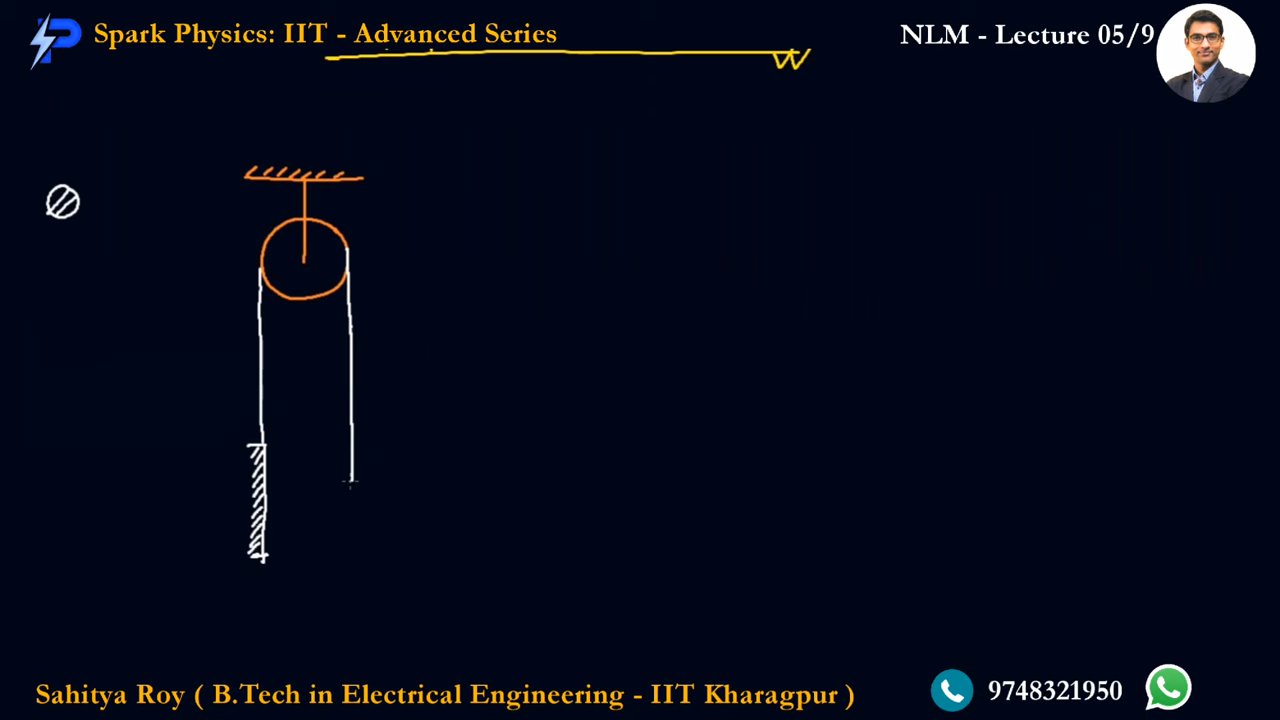 Spark Physics: IIT - Advanced Series
NLM - Lecture 05/9
Sahitya Roy ( B.Tech in Electrical Engineering - IIT Kharagpur )
9748321950